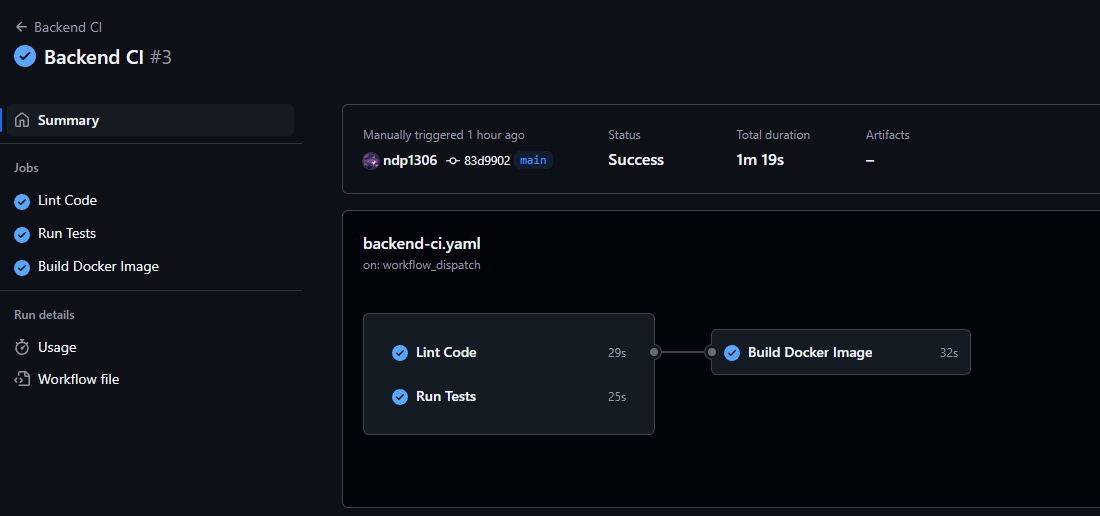 Backend CI
Backend CI #3
Summary
Jobs
Lint Code
Run Tests
Build Docker Image
Run details
Usage
Workflow file
Manually triggered 1 hour ago
ndp1306 83d9902 main
Status
Success
Total duration
1m 19s
Artifacts
–
backend-ci.yaml
on: workflow_dispatch
Lint Code 29s
Run Tests 25s
Build Docker Image 32s